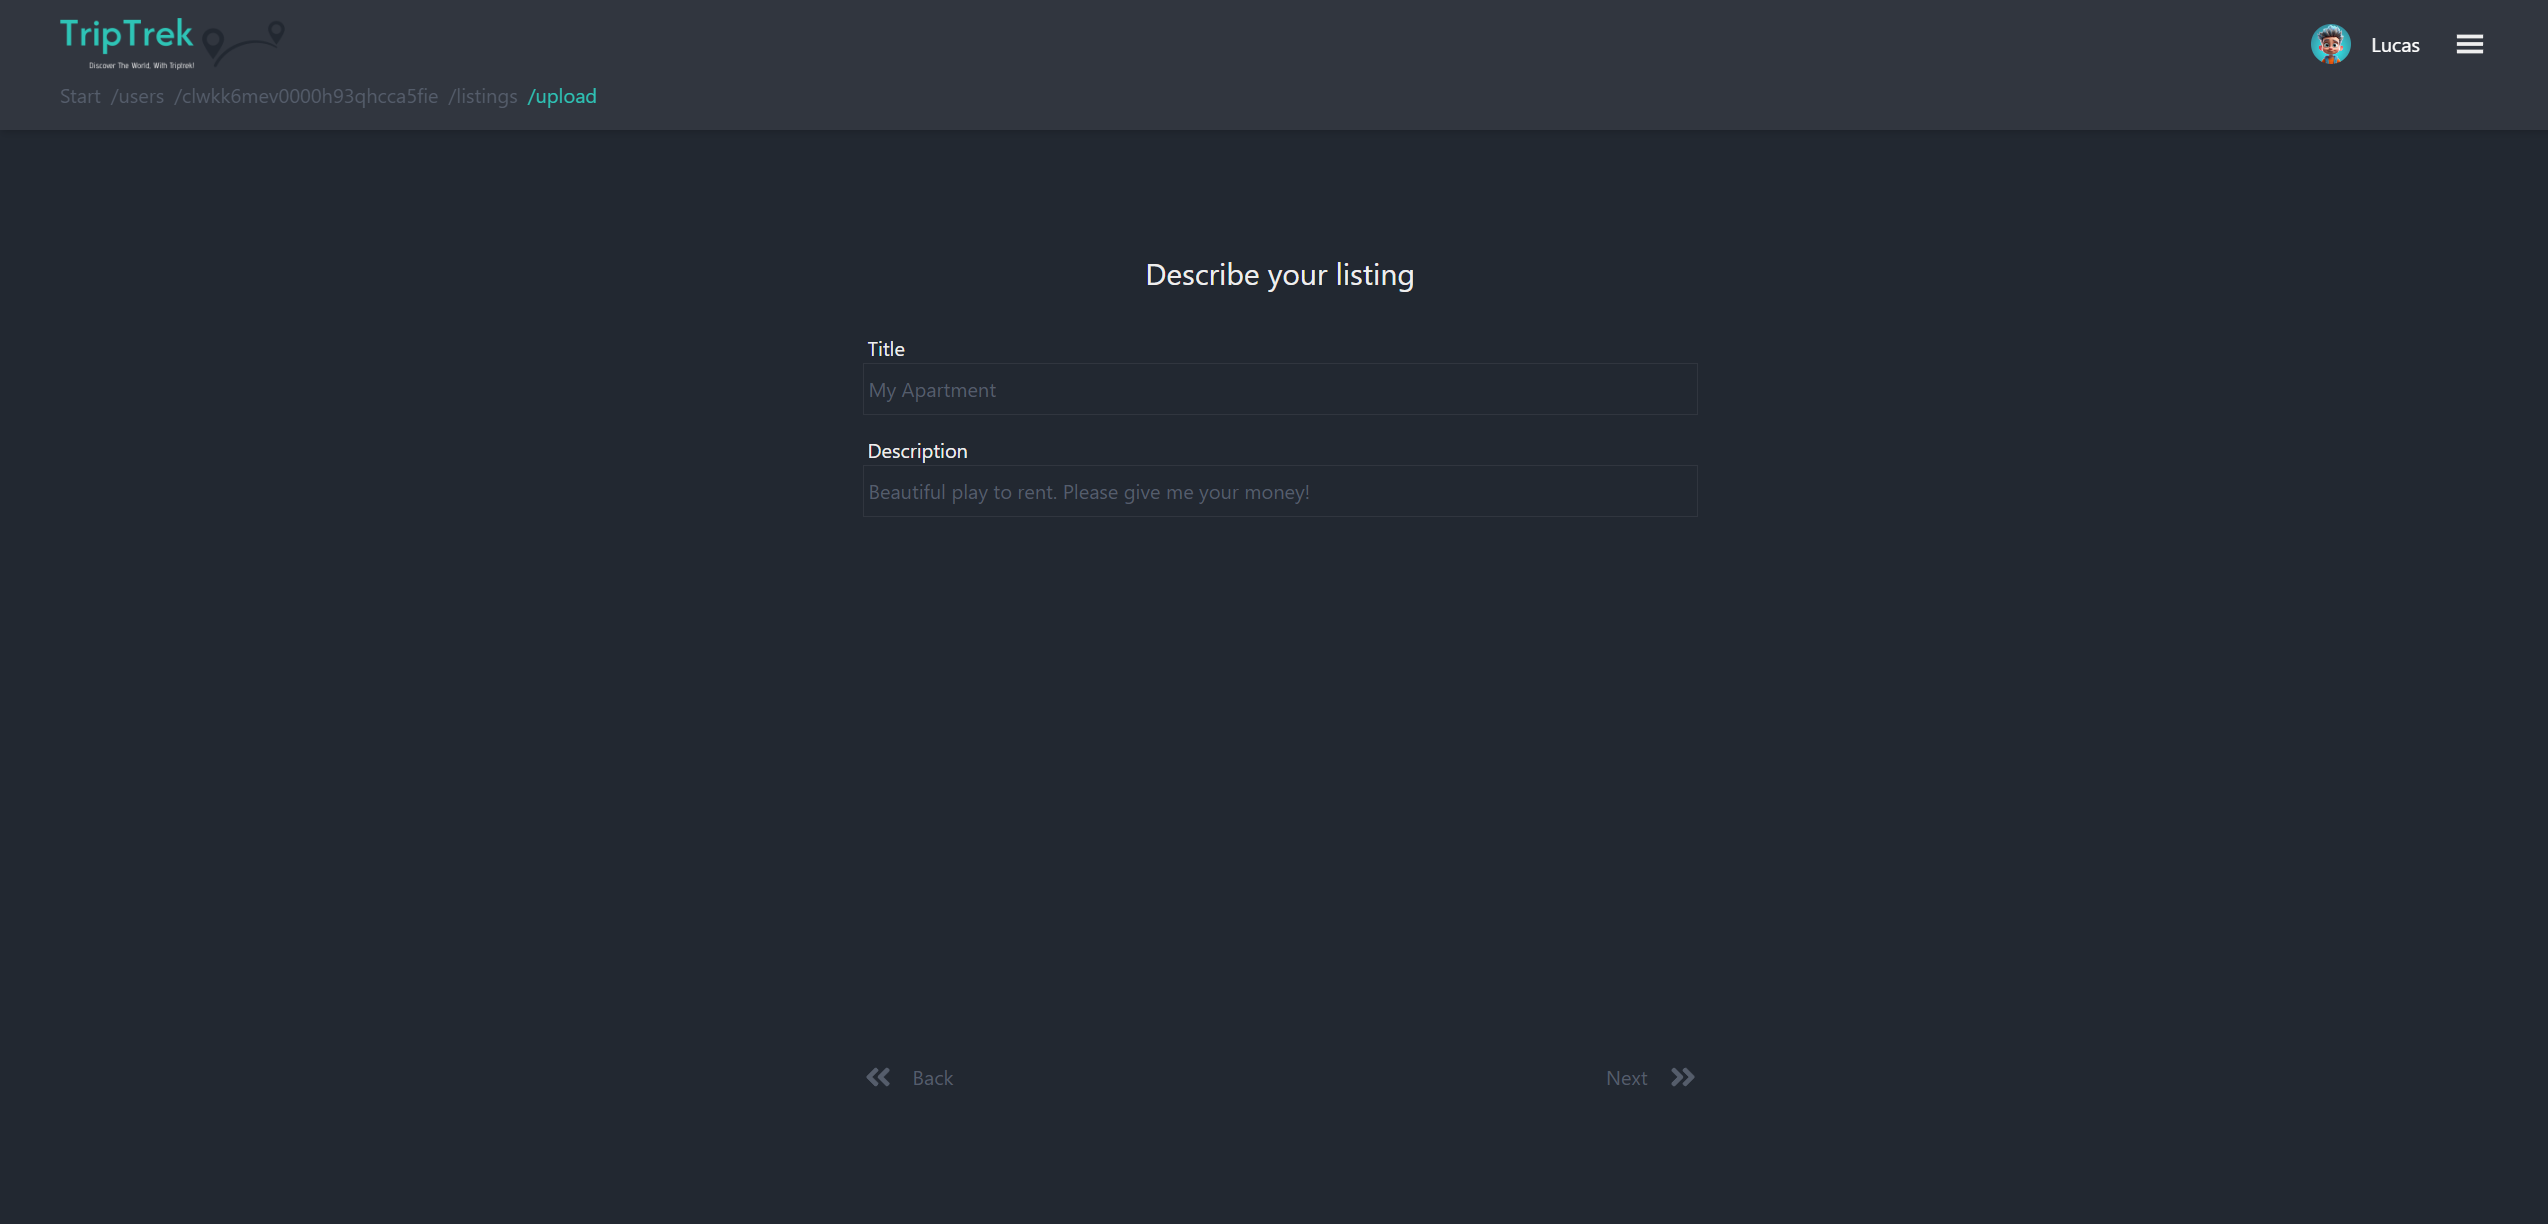 TripTrek
Discover The World, With Triptrek!
Lucas
Start /users /clwkk6mev0000h93qhcca5fie /listings /upload
Describe your listing
Title
My Apartment
Description
Beautiful play to rent. Please give me your money!
Back
Next